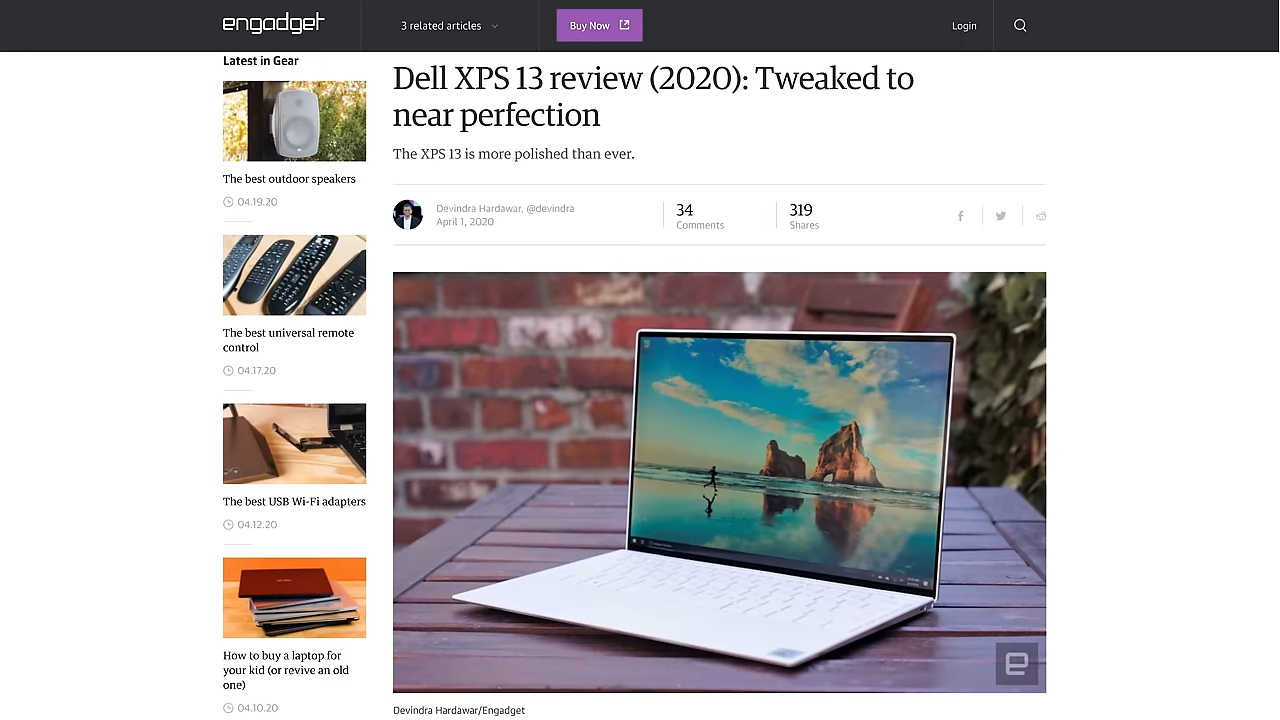 engadget
3 related articles
Buy Now
Login
Latest in Gear
The best outdoor speakers
04.19.20
The best universal remote
control
04.17.20
The best USB Wi-Fi adapters
04.12.20
How to buy a laptop for
your kid (or revive an old
one)
04.10.20
Dell XPS 13 review (2020): Tweaked to
near perfection
The XPS 13 is more polished than ever.
Devindra Hardawar, @devindra
April 1, 2020
34
Comments
319
Shares
e
Devindra Hardawar/Engadget